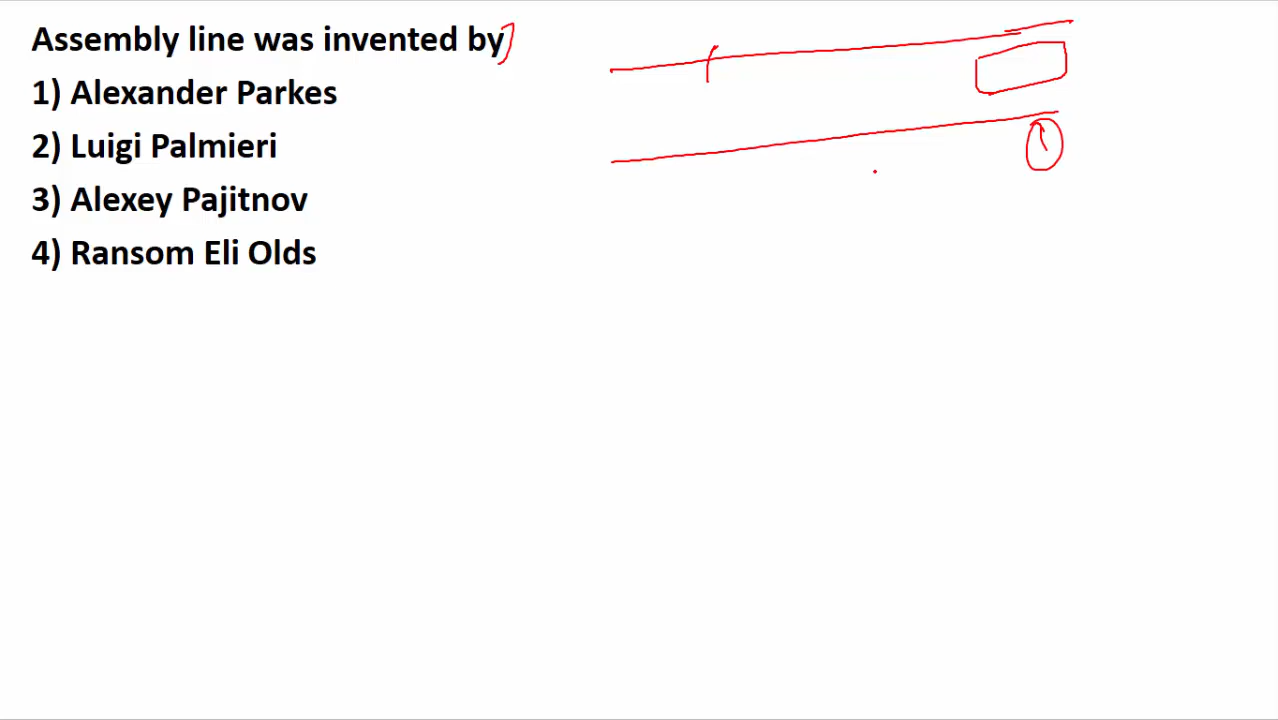 Assembly line was invented by
1) Alexander Parkes
2) Luigi Palmieri
3) Alexey Pajitnov
4) Ransom Eli Olds